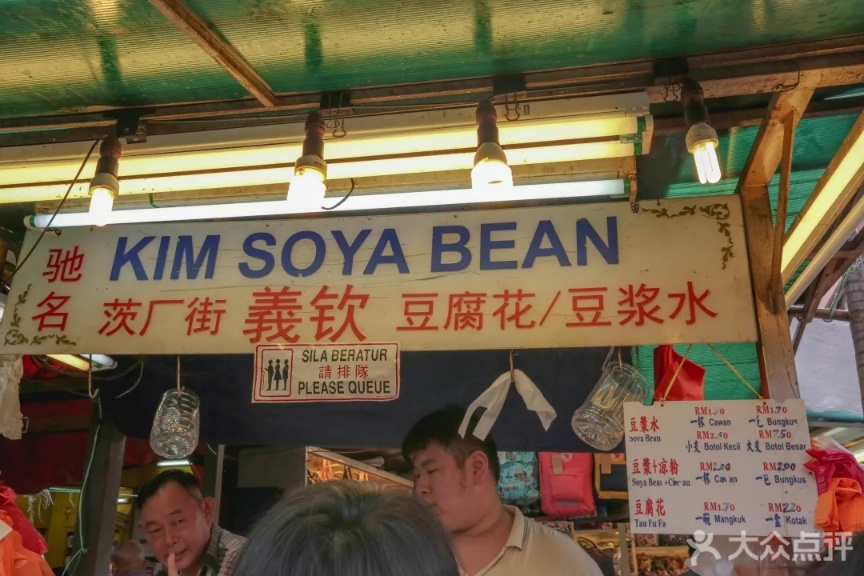 KIM SOYA BEAN
驰名 茨厂街 義钦 豆腐花/豆浆水
SILA BERATUR
請排隊
PLEASE QUEUE
豆浆水 RM1.70 RM1.70
Soya Bean 一杯 Cawan 一包 Bungkus
RM2.40 RM7.50
小支 Botol Kecil 大支 Botol Besar
豆漿+凉粉 RM2.00 RM2.00
Soya Bean+Cincau 一杯 Cawan 一包 Bungkus
豆腐花 RM1.70 RM2.20
Tau Fu Fa 一碗 Mangkuk 一盒 Kotak
大众点评